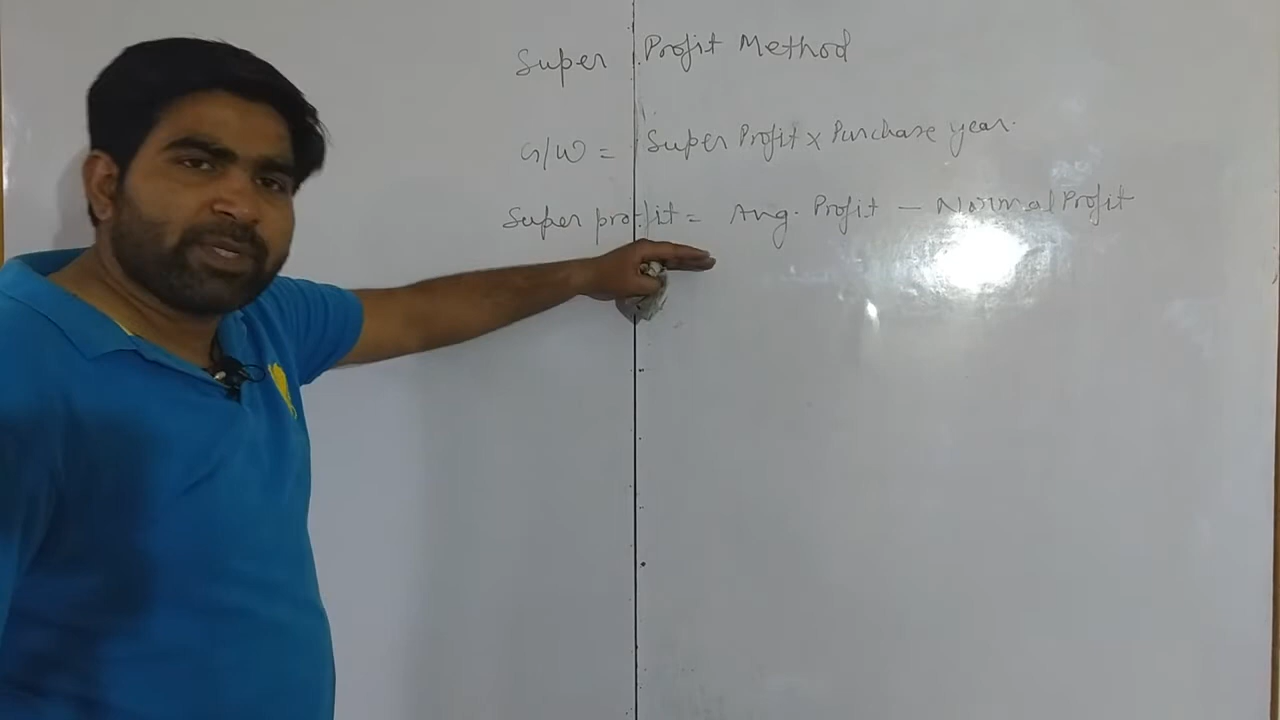 Super Profit Method
G/W = Super Profit x Purchase year.
Super profit = Avg. Profit - Normal Profit